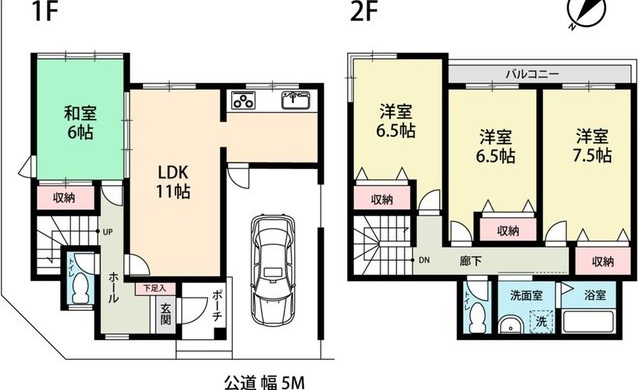 1F
2F
N
和室
6帖
LDK
11帖
収納
UP
ホール
トイレ
下足入
玄関
ポーチ
公道 幅 5M
バルコニー
洋室
6.5帖
洋室
6.5帖
洋室
7.5帖
収納
収納
収納
DN
廊下
トイレ
洗面室
洗
浴室